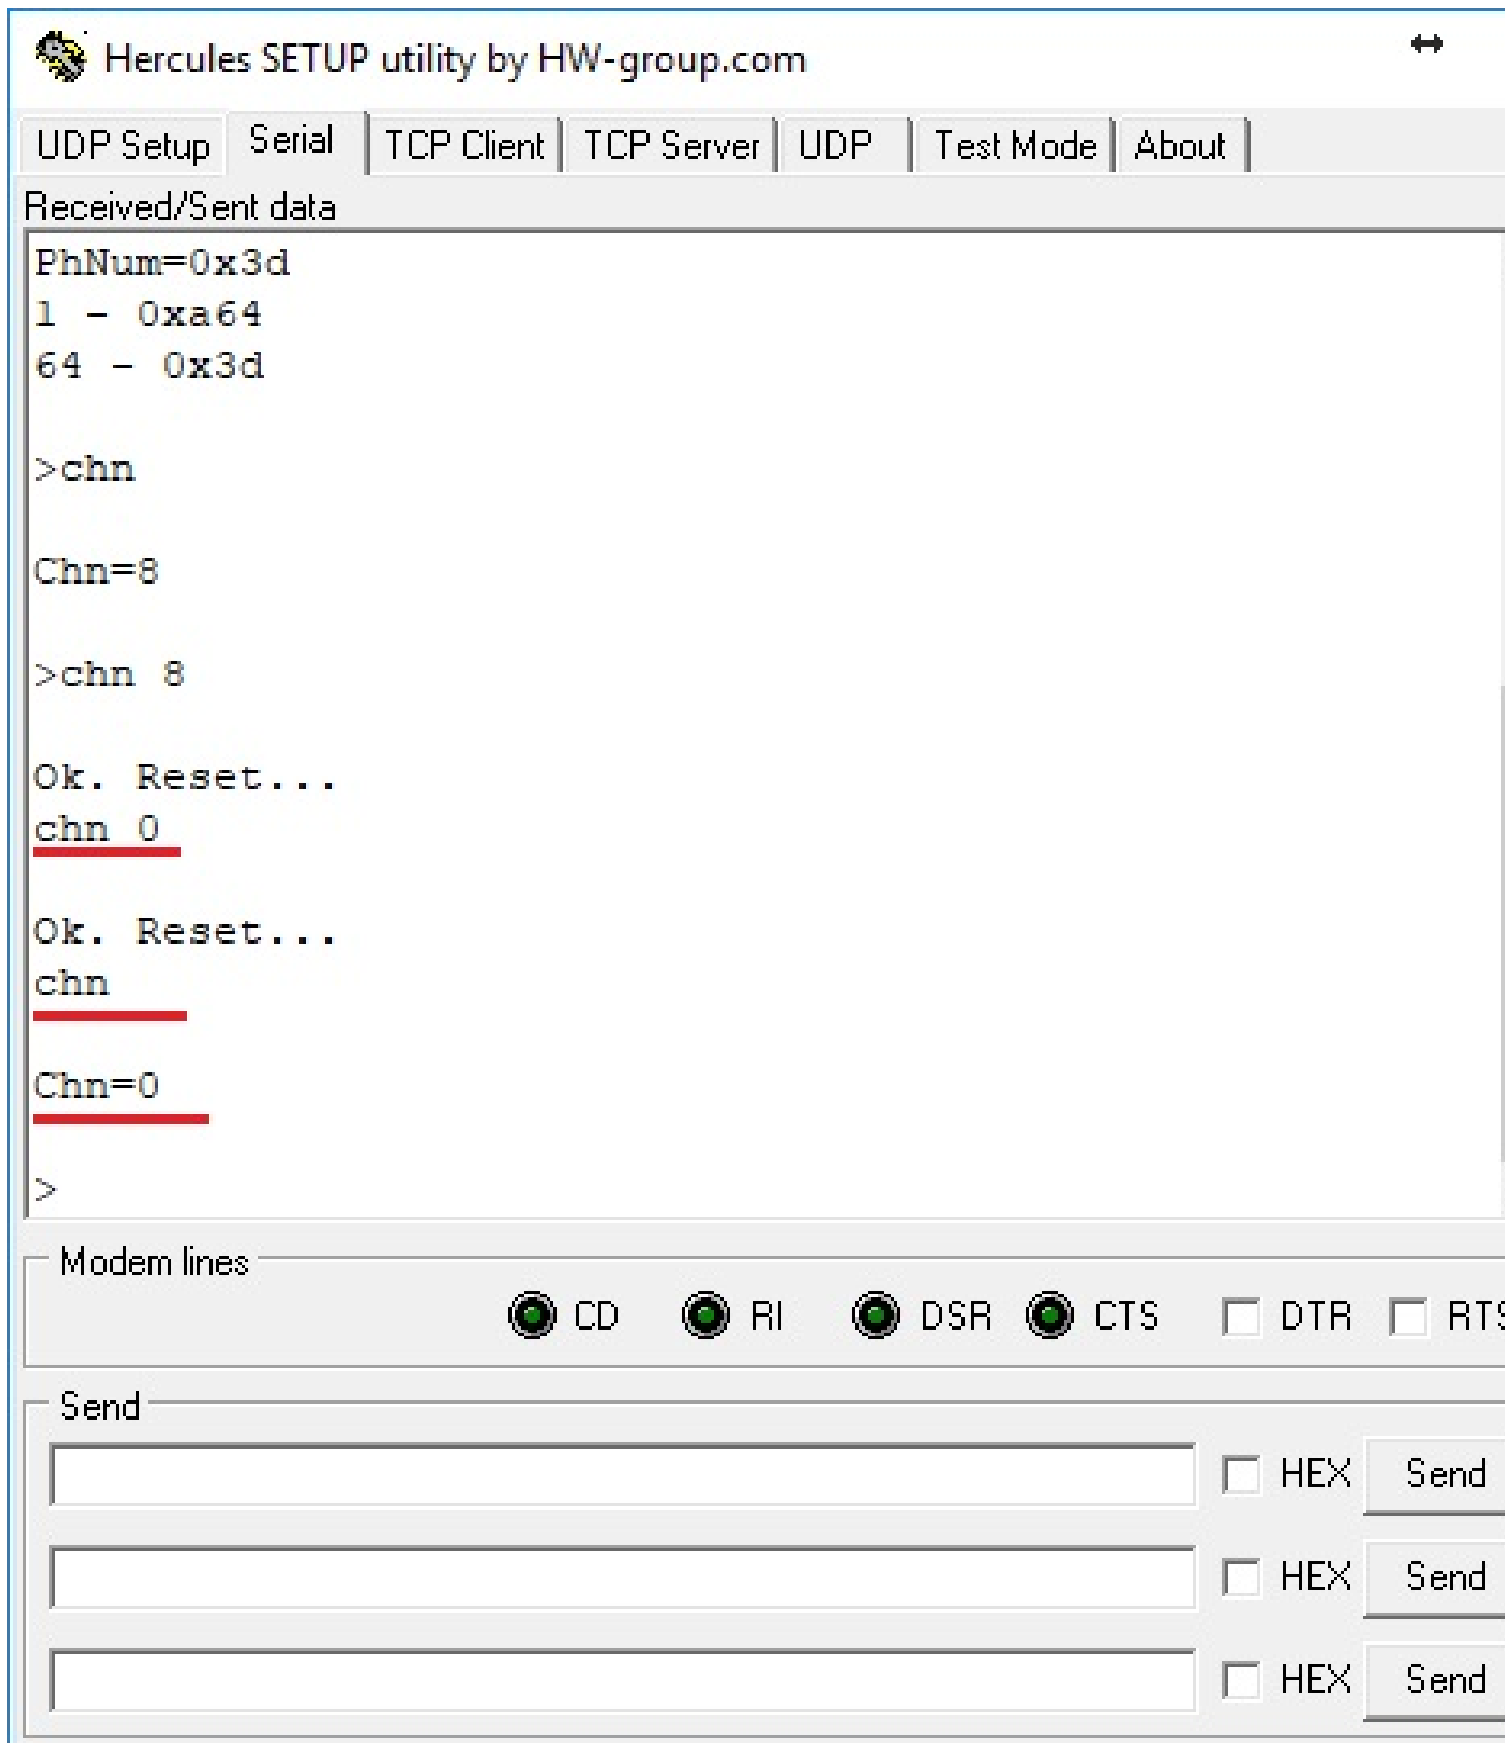 Hercules SETUP utility by HW-group.com
UDP Setup Serial TCP Client TCP Server UDP Test Mode About
Received/Sent data
PhNum=0x3d
1 - 0xa64
64 - 0x3d
>chn
Chn=8
>chn 8
Ok. Reset...
chn 0
Ok. Reset...
chn
Chn=0
>
Modem lines
CD RI DSR CTS DTR RTS
Send
HEX Send
HEX Send
HEX Send